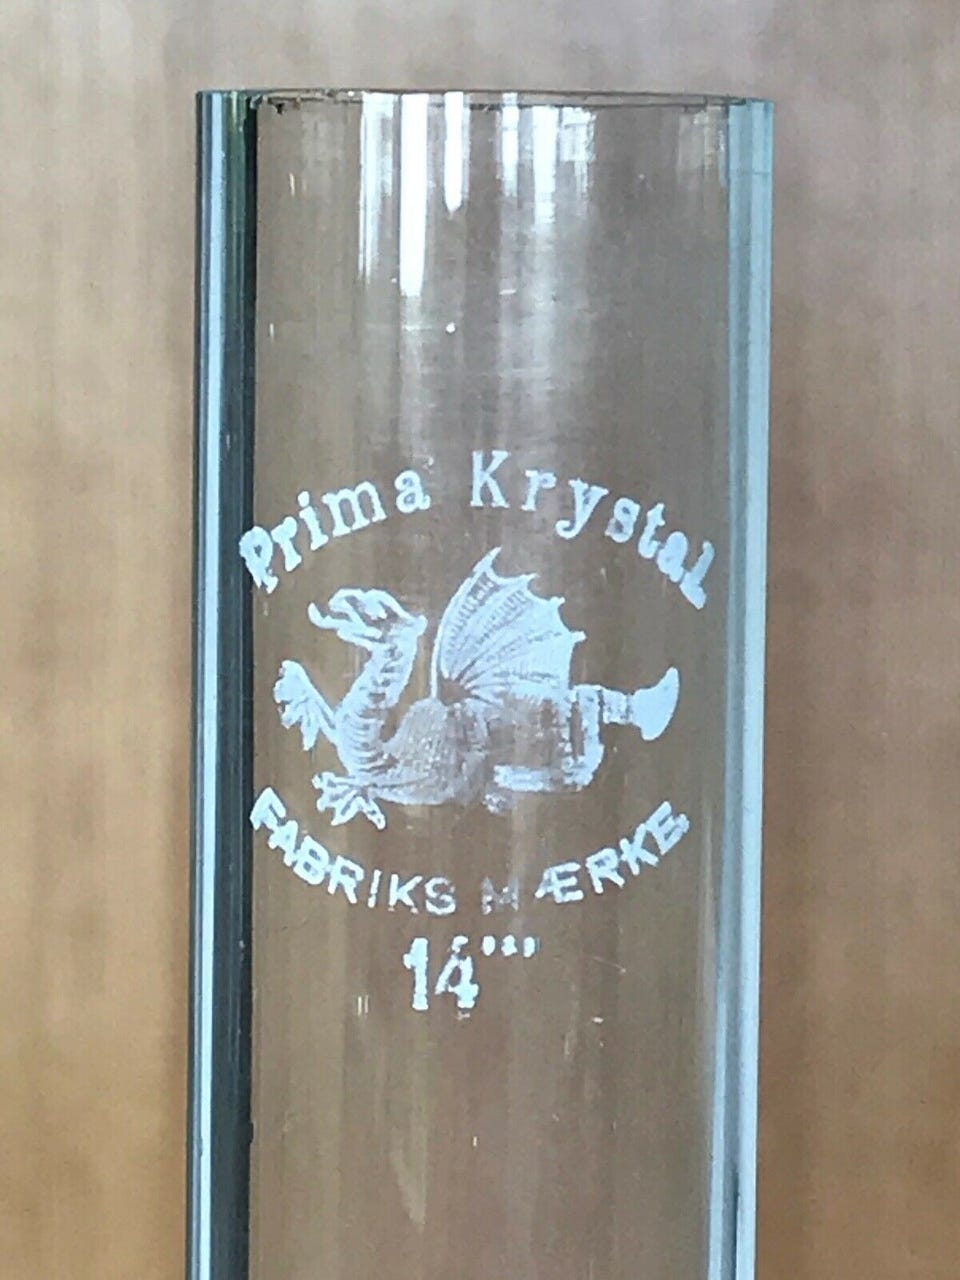 Prima Krystal
FABRIKS MÆRKE
14'''